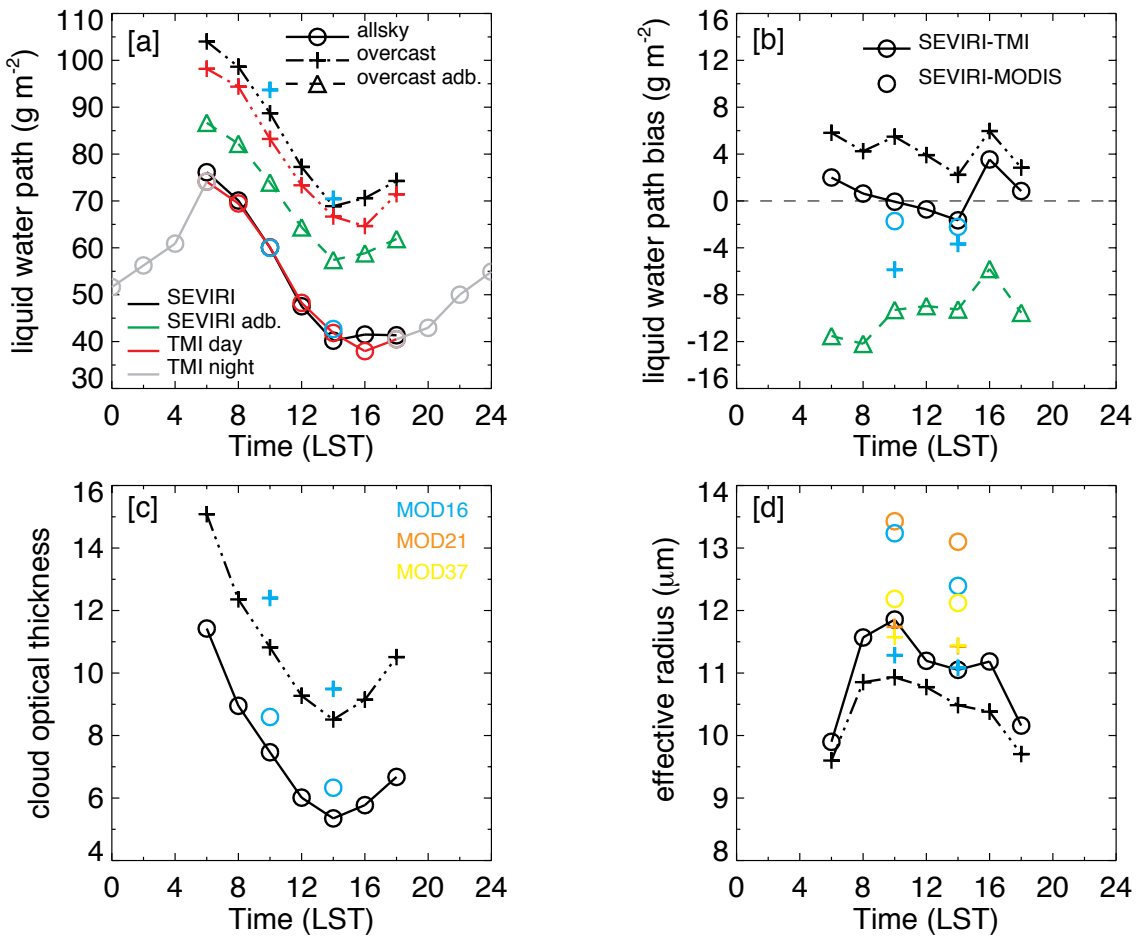 [a]
allsky
overcast
overcast adb.
SEVIRI
SEVIRI adb.
TMI day
TMI night
liquid water path (g m-2)
110
100
90
80
70
60
50
40
30
0 4 8 12 16 20 24
Time (LST)
[b]
SEVIRI-TMI
SEVIRI-MODIS
liquid water path bias (g m-2)
16
12
8
4
0
-4
-8
-12
-16
0 4 8 12 16 20 24
Time (LST)
[c]
MOD16
MOD21
MOD37
cloud optical thickness
16
14
12
10
8
6
4
0 4 8 12 16 20 24
Time (LST)
[d]
effective radius (μm)
14
13
12
11
10
9
8
0 4 8 12 16 20 24
Time (LST)